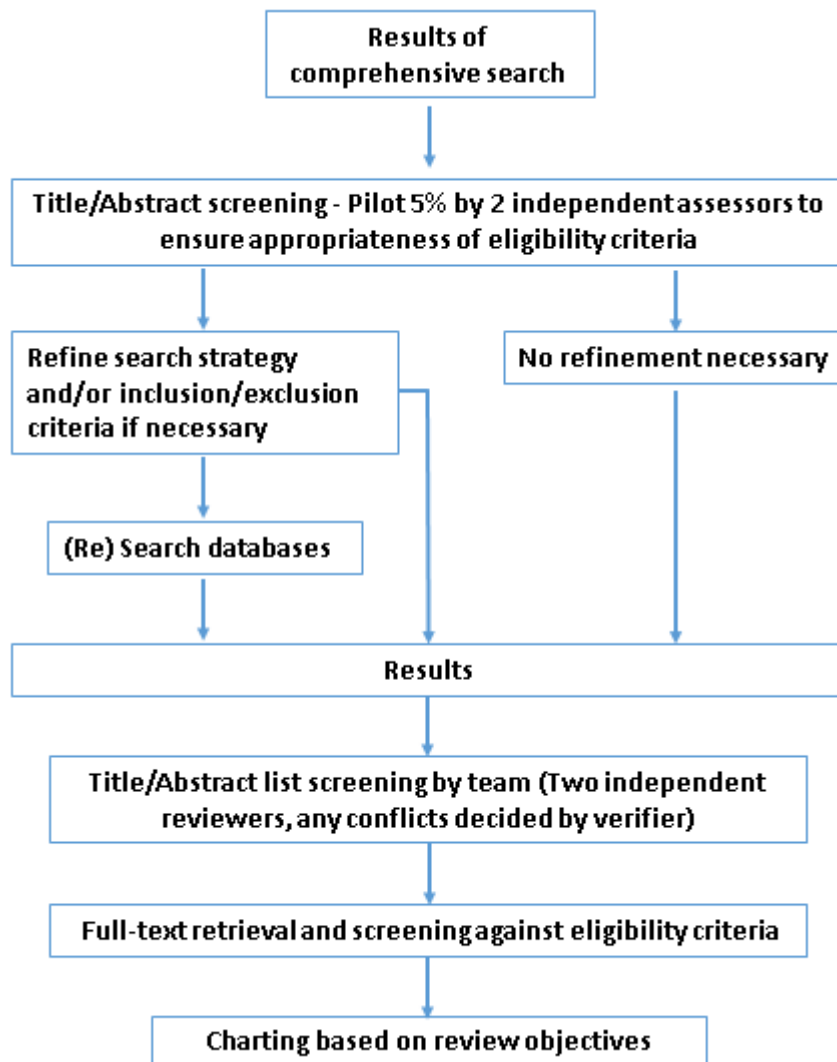 Results of
comprehensive search
Title/Abstract screening - Pilot 5% by 2 independent assessors to
ensure appropriateness of eligibility criteria
Refine search strategy
and/or inclusion/exclusion
criteria if necessary
No refinement necessary
(Re) Search databases
Results
Title/Abstract list screening by team (Two independent
reviewers, any conflicts decided by verifier)
Full-text retrieval and screening against eligibility criteria
Charting based on review objectives